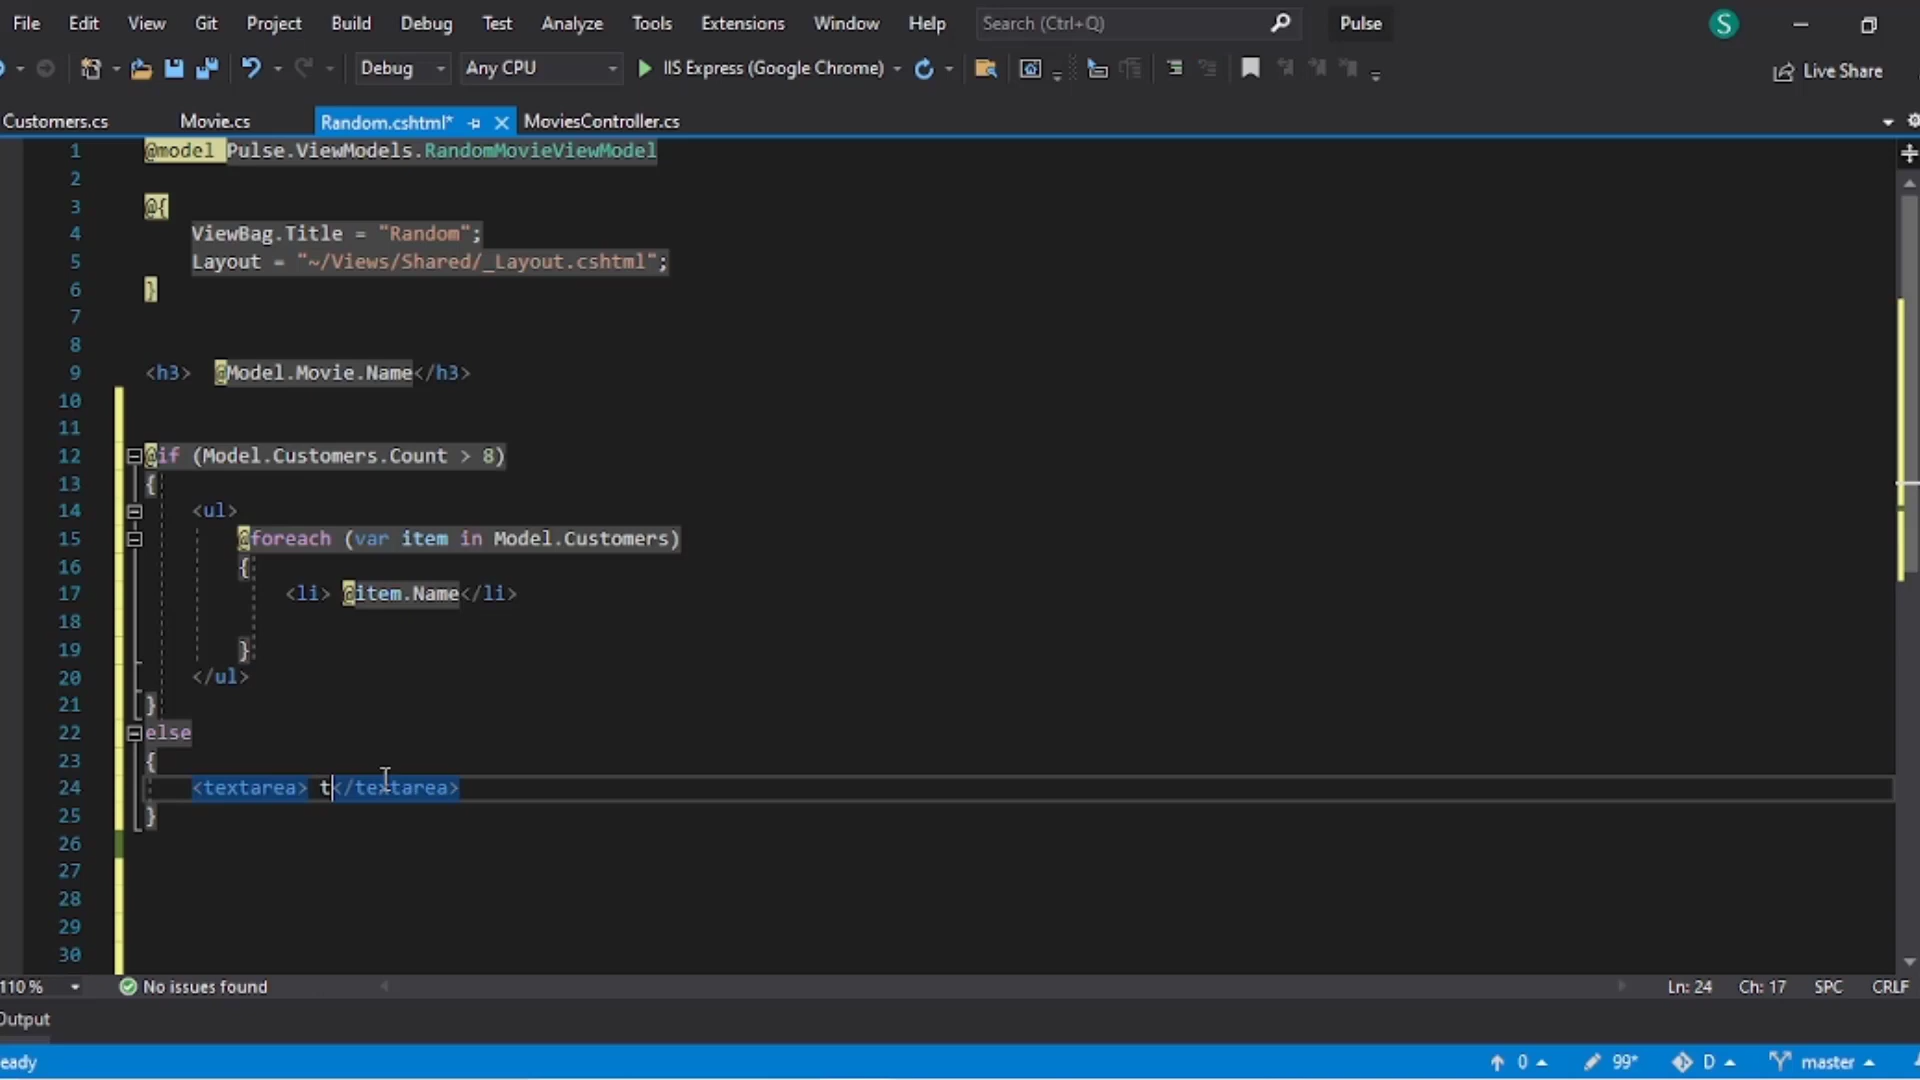 File Edit View Git Project Build Debug Test Analyze Tools Extensions Window Help Search (Ctrl+Q) Pulse S
Debug Any CPU IIS Express (Google Chrome) Live Share
Customers.cs Movie.cs Random.cshtml* MoviesController.cs
1 @model Pulse.ViewModels.RandomMovieViewModel
2
3 @{
4 ViewBag.Title = "Random";
5 Layout = "~/Views/Shared/_Layout.cshtml";
6 }
7
8
9 <h3> @Model.Movie.Name</h3>
10
11
12 @if (Model.Customers.Count > 8)
13 {
14 <ul>
15 @foreach (var item in Model.Customers)
16 {
17 <li> @item.Name</li>
18
19 }
20 </ul>
21 }
22 else
23 {
24 <textarea> t</textarea>
25 }
26
27
28
29
30
110 % No issues found Ln: 24 Ch: 17 SPC CRLF
Output
eady 0 99* D master